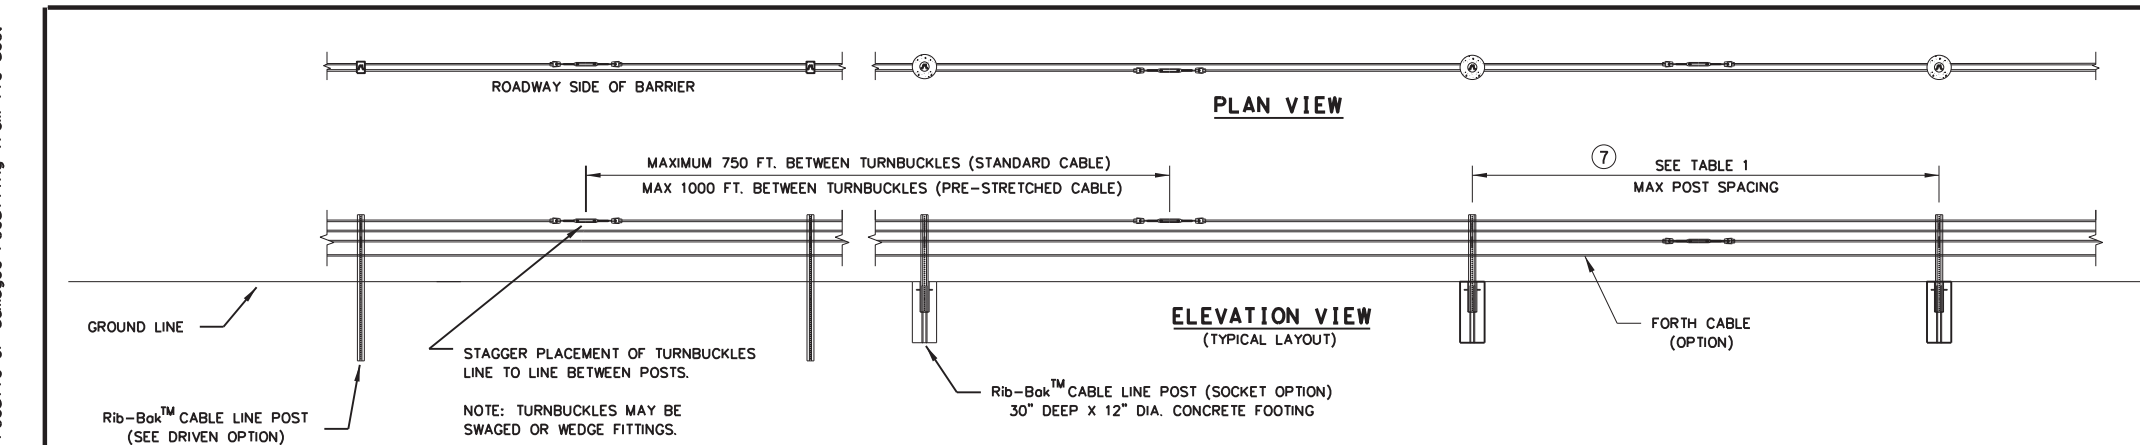 ROADWAY SIDE OF BARRIER
PLAN VIEW
MAXIMUM 750 FT. BETWEEN TURNBUCKLES (STANDARD CABLE)
MAX 1000 FT. BETWEEN TURNBUCKLES (PRE-STRETCHED CABLE)
7
SEE TABLE 1
MAX POST SPACING
GROUND LINE
ELEVATION VIEW
(TYPICAL LAYOUT)
FORTH CABLE
(OPTION)
STAGGER PLACEMENT OF TURNBUCKLES
LINE TO LINE BETWEEN POSTS.
NOTE: TURNBUCKLES MAY BE
SWAGED OR WEDGE FITTINGS.
Rib-Bak™ CABLE LINE POST
(SEE DRIVEN OPTION)
Rib-Bak™ CABLE LINE POST (SOCKET OPTION)
30" DEEP X 12" DIA. CONCRETE FOOTING